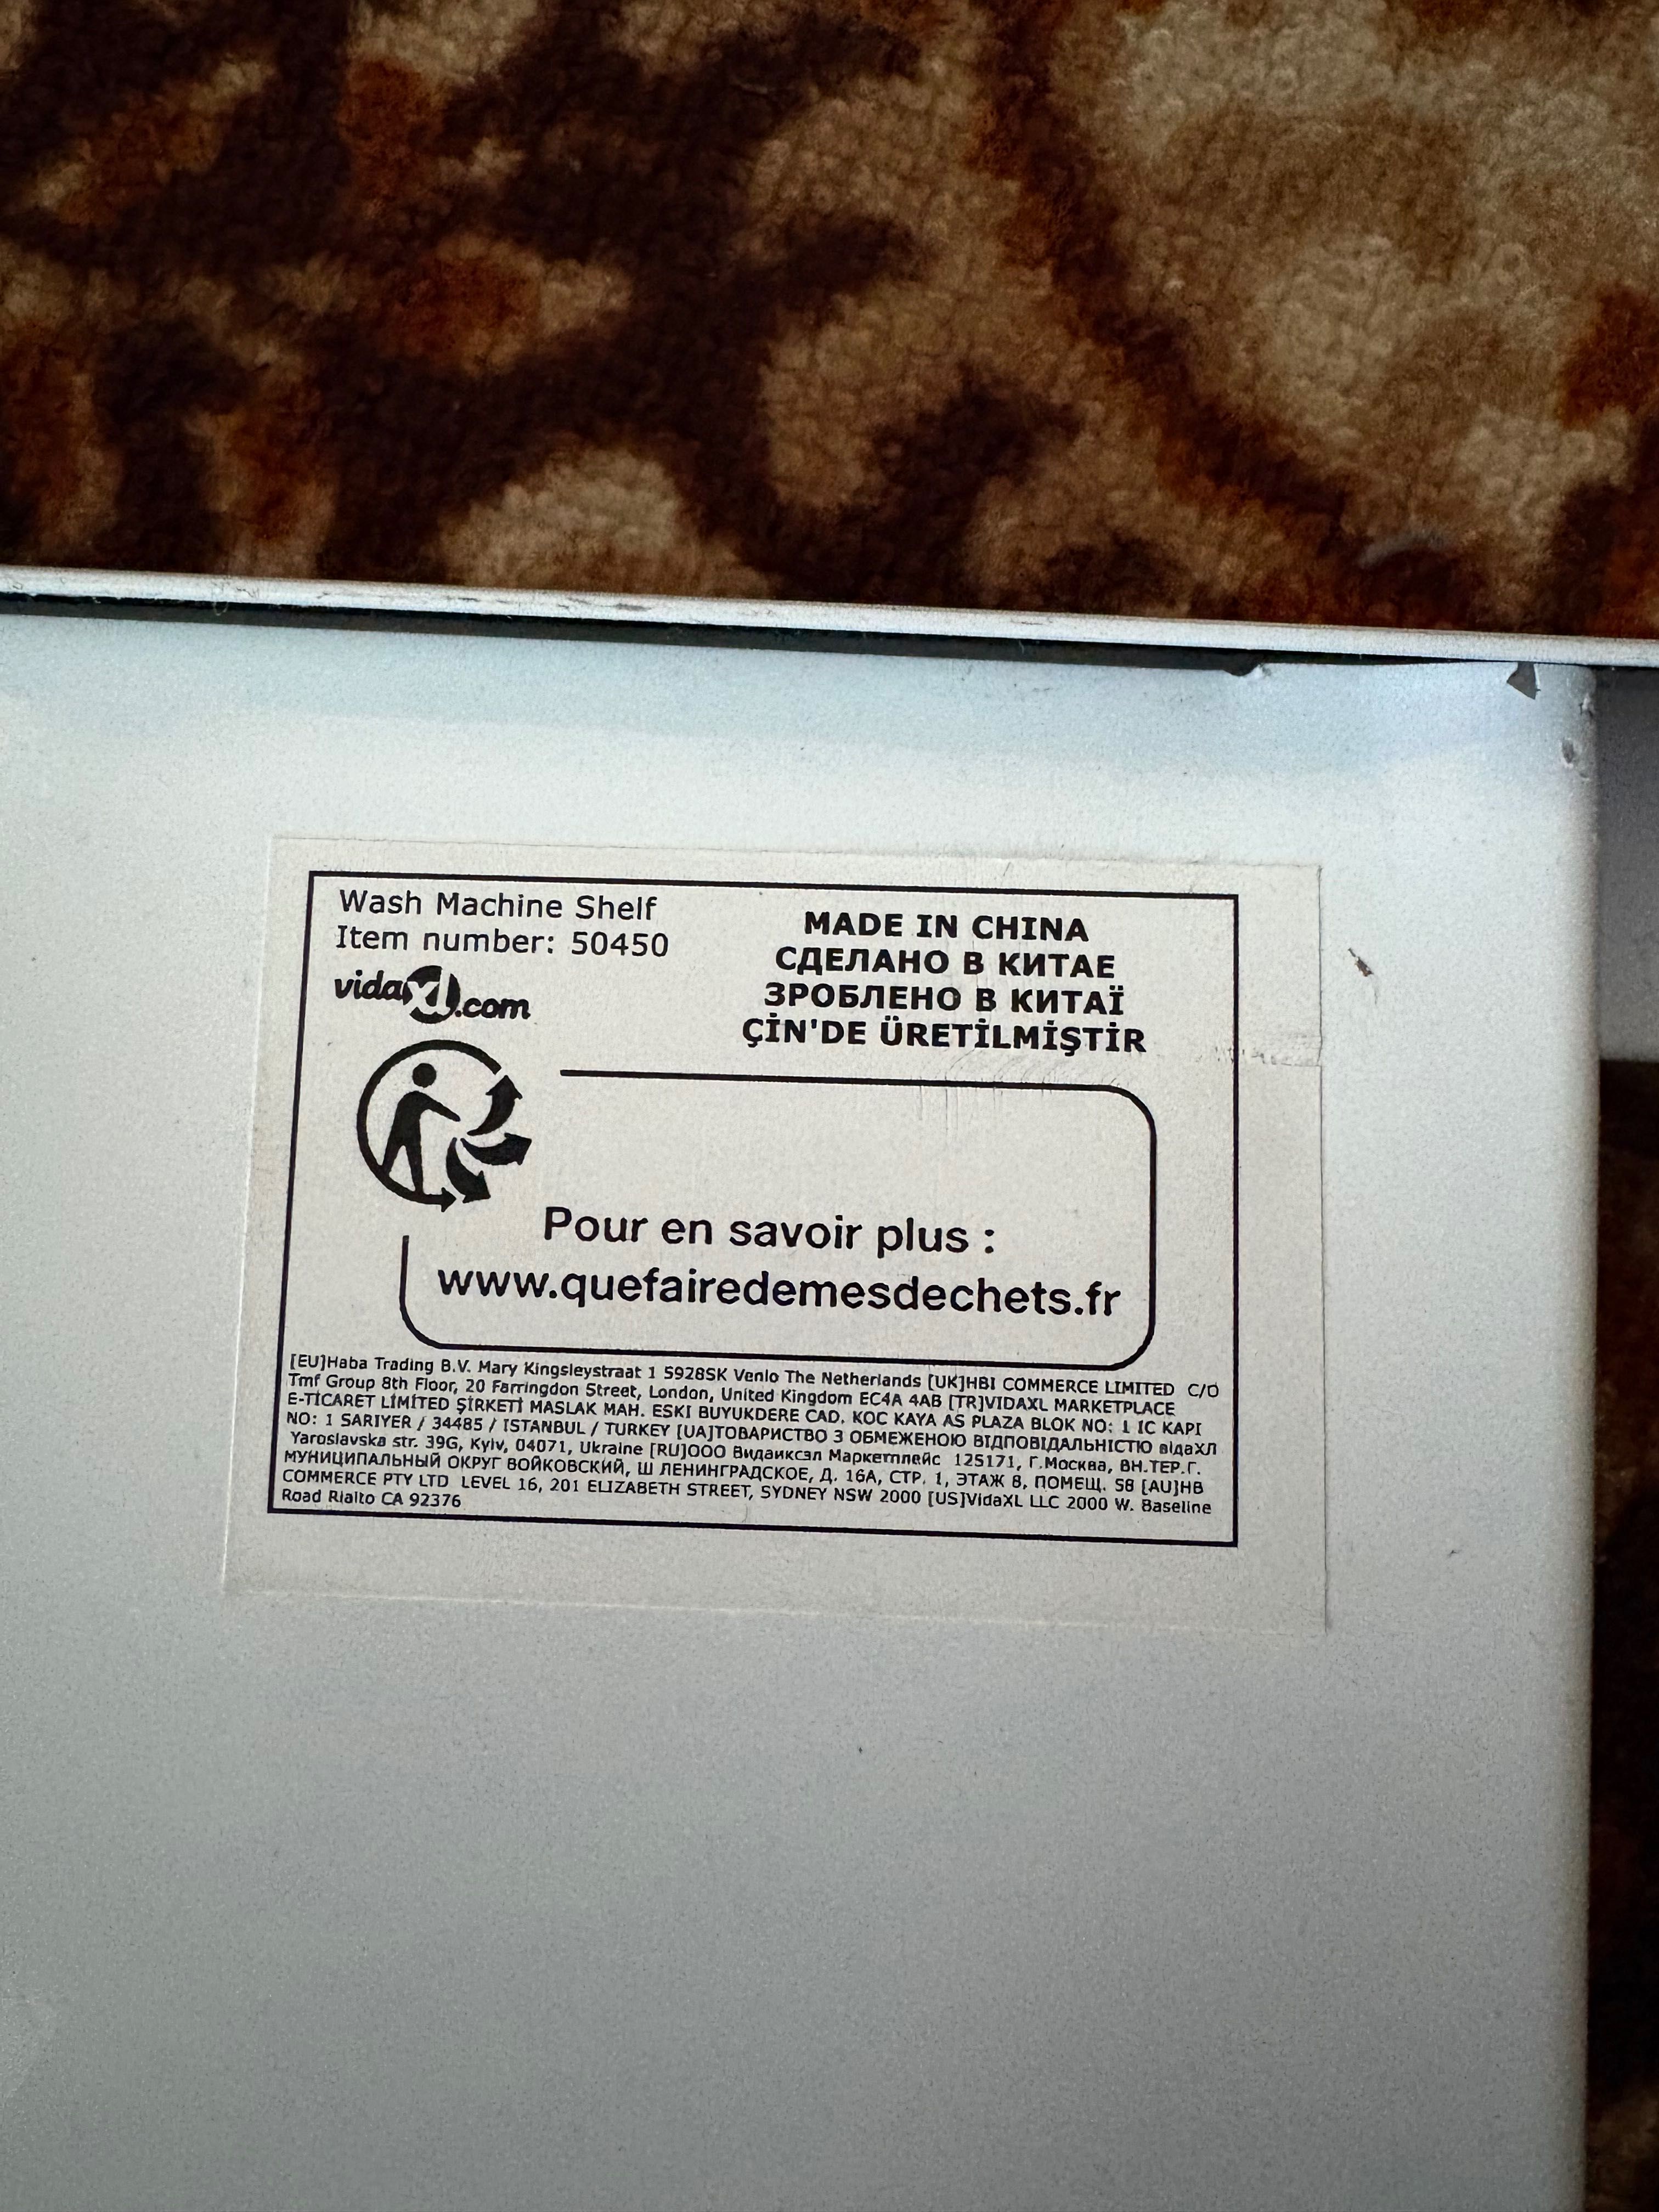 Wash Machine Shelf
Item number: 50450
vidaXL.com
MADE IN CHINA
СДЕЛАНО В КИТАЕ
ЗРОБЛЕНО В КИТАЇ
ÇİN'DE ÜRETİLMİŞTİR
Pour en savoir plus :
www.quefairedemesdechets.fr
[EU]Haba Trading B.V. Mary Kingsleystraat 1 5928SK Venlo The Netherlands [UK]HBI COMMERCE LIMITED C/O
Tmf Group 8th Floor, 20 Farringdon Street, London, United Kingdom EC4A 4AB [TR]VIDAXL MARKETPLACE
E-TİCARET LİMİTED ŞİRKETİ MASLAK MAH. ESKI BUYUKDERE CAD. KOC KAYA AS PLAZA BLOK NO: 1 IC KAPI
NO: 1 SARIYER / 34485 / ISTANBUL / TURKEY [UA]ТОВАРИСТВО З ОБМЕЖЕНОЮ ВІДПОВІДАЛЬНІСТЮ відаХЛ
Yaroslavska str. 39G, Kyiv, 04071, Ukraine [RU]ООО Видаиксэл Маркетплейс 125171, Г.Москва, ВН.ТЕР.Г.
МУНИЦИПАЛЬНЫЙ ОКРУГ ВОЙКОВСКИЙ, Ш ЛЕНИНГРАДСКОЕ, Д. 16А, СТР. 1, ЭТАЖ 8, ПОМЕЩ. 58 [AU]HB
COMMERCE PTY LTD LEVEL 16, 201 ELIZABETH STREET, SYDNEY NSW 2000 [US]VidaXL LLC 2000 W. Baseline
Road Rialto CA 92376